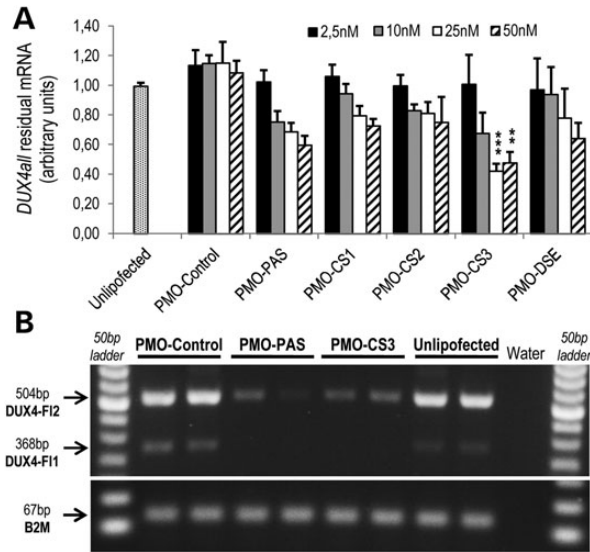 A
2,5nM 10nM 25nM 50nM
DUX4all residual mRNA
(arbitrary units)
1,40
1,20
1,00
0,80
0,60
0,40
0,20
0,00
***
**
Unlipofected
PMO-Control
PMO-PAS
PMO-CS1
PMO-CS2
PMO-CS3
PMO-DSE
B
50bp
ladder
PMO-Control PMO-PAS PMO-CS3 Unlipofected Water
50bp
ladder
504bp
DUX4-Fl2
368bp
DUX4-Fl1
67bp
B2M